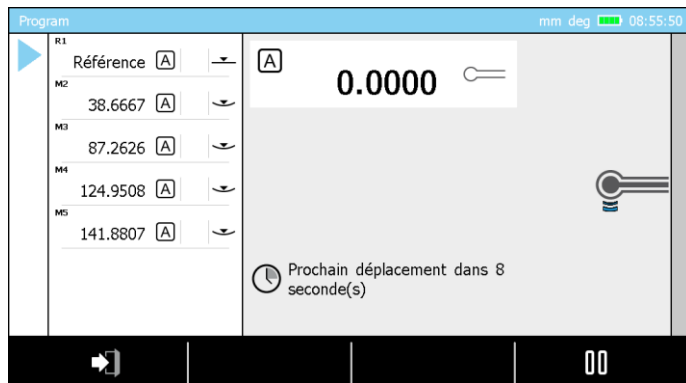 Program
mm deg 08:55:50
R1
Référence A
M2
38.6667 A
M3
87.2626 A
M4
124.9508 A
M5
141.8807 A
A
0.0000
Prochain déplacement dans 8
seconde(s)